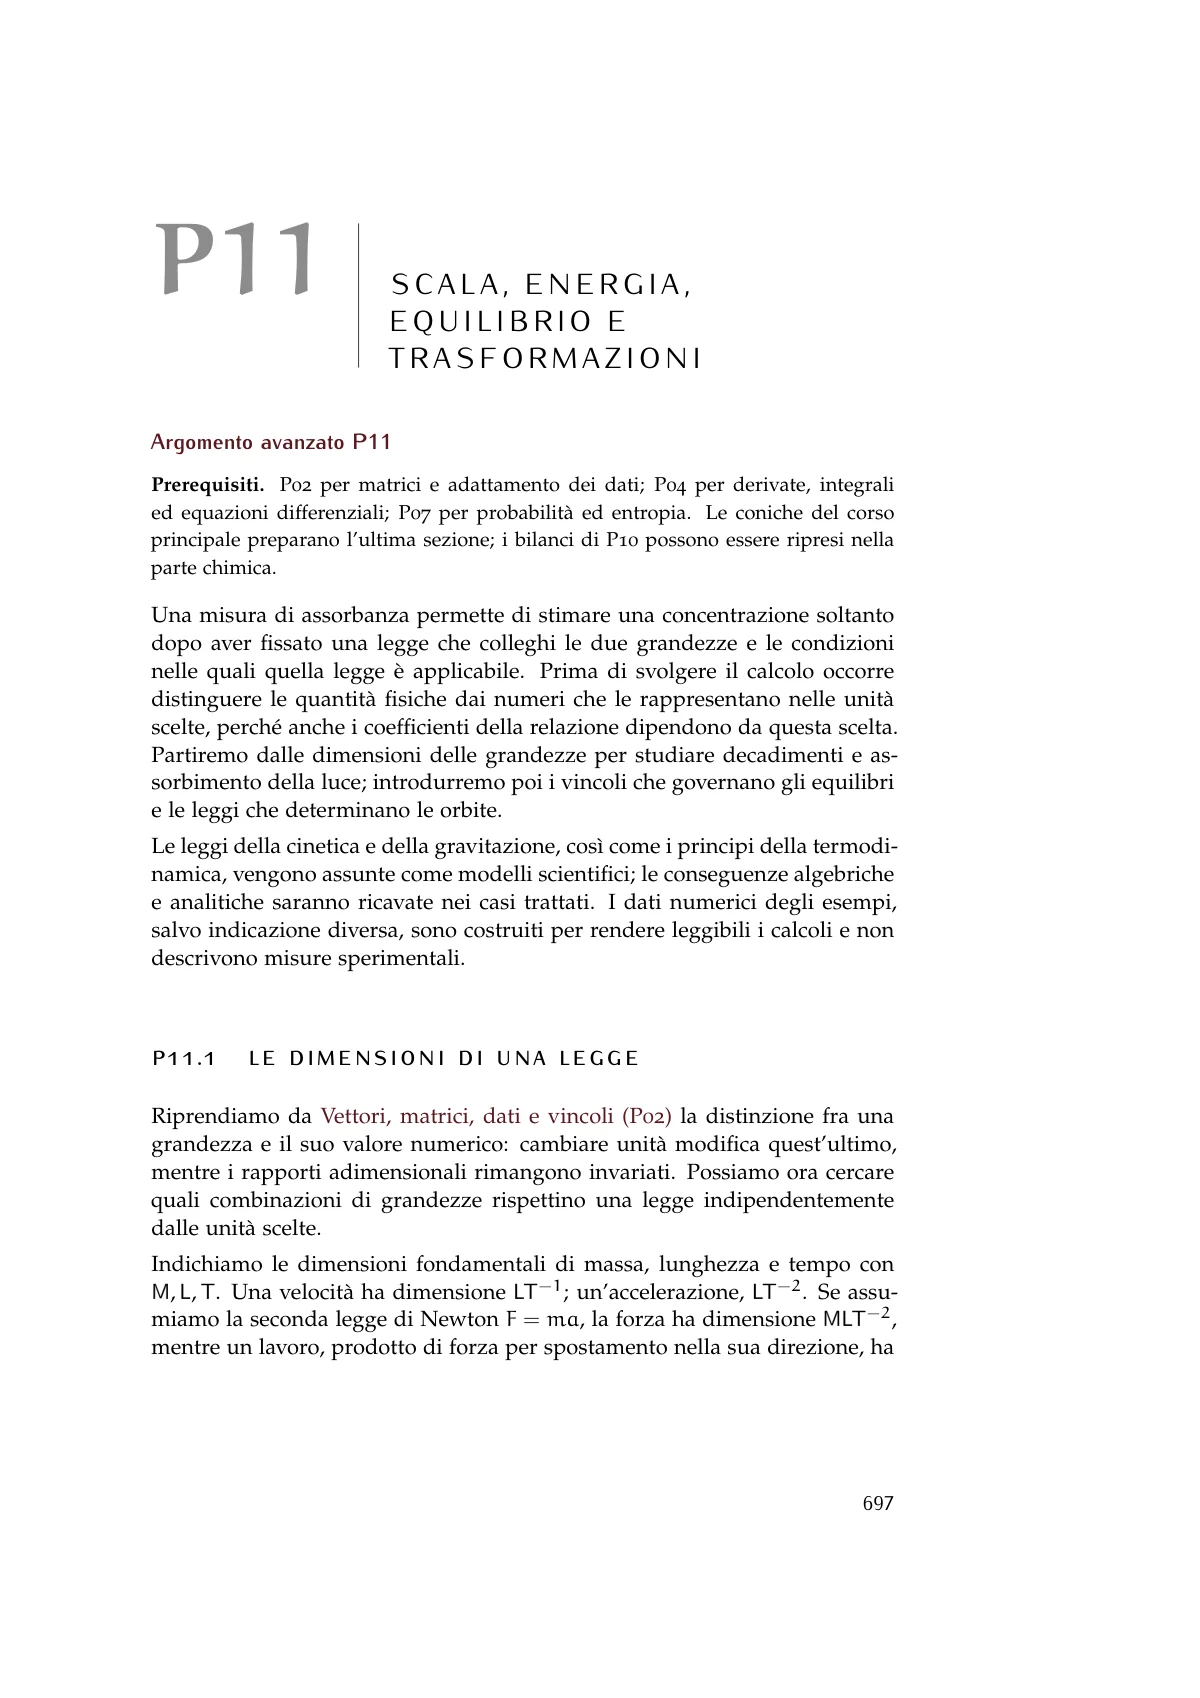 P11
SCALA, ENERGIA,
EQUILIBRIO E
TRASFORMAZIONI
Argomento avanzato P11
Prerequisiti. P02 per matrici e adattamento dei dati; P04 per derivate, integrali
ed equazioni differenziali; P07 per probabilità ed entropia. Le coniche del corso
principale preparano l'ultima sezione; i bilanci di P10 possono essere ripresi nella
parte chimica.
Una misura di assorbanza permette di stimare una concentrazione soltanto
dopo aver fissato una legge che colleghi le due grandezze e le condizioni
nelle quali quella legge è applicabile. Prima di svolgere il calcolo occorre
distinguere le quantità fisiche dai numeri che le rappresentano nelle unità
scelte, perché anche i coefficienti della relazione dipendono da questa scelta.
Partiremo dalle dimensioni delle grandezze per studiare decadimenti e as-
sorbimento della luce; introdurremo poi i vincoli che governano gli equilibri
e le leggi che determinano le orbite.
Le leggi della cinetica e della gravitazione, così come i principi della termodi-
namica, vengono assunte come modelli scientifici; le conseguenze algebriche
e analitiche saranno ricavate nei casi trattati. I dati numerici degli esempi,
salvo indicazione diversa, sono costruiti per rendere leggibili i calcoli e non
descrivono misure sperimentali.
P11.1 LE DIMENSIONI DI UNA LEGGE
Riprendiamo da Vettori, matrici, dati e vincoli (P02) la distinzione fra una
grandezza e il suo valore numerico: cambiare unità modifica quest'ultimo,
mentre i rapporti adimensionali rimangono invariati. Possiamo ora cercare
quali combinazioni di grandezze rispettino una legge indipendentemente
dalle unità scelte.
Indichiamo le dimensioni fondamentali di massa, lunghezza e tempo con
M, L, T. Una velocità ha dimensione LT⁻¹; un'accelerazione, LT⁻². Se assu-
miamo la seconda legge di Newton F = ma, la forza ha dimensione MLT⁻²,
mentre un lavoro, prodotto di forza per spostamento nella sua direzione, ha
697